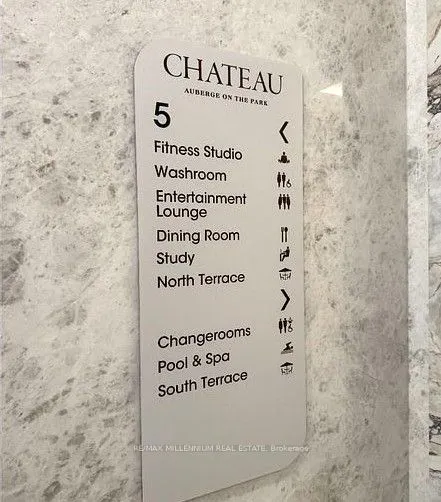 CHATEAU
AUBERGE ON THE PARK
5
Fitness Studio
Washroom
Entertainment
Lounge
Dining Room
Study
North Terrace
Changerooms
Pool & Spa
South Terrace
RE/MAX MILLENNIUM REAL ESTATE, Brokerage